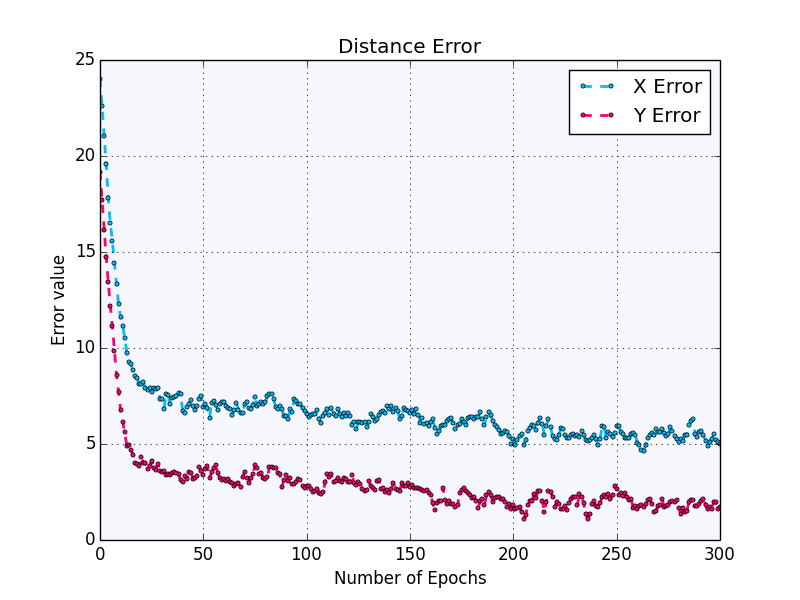 Distance Error
X Error
Y Error
Error value
25
20
15
10
5
0
0 50 100 150 200 250 300
Number of Epochs